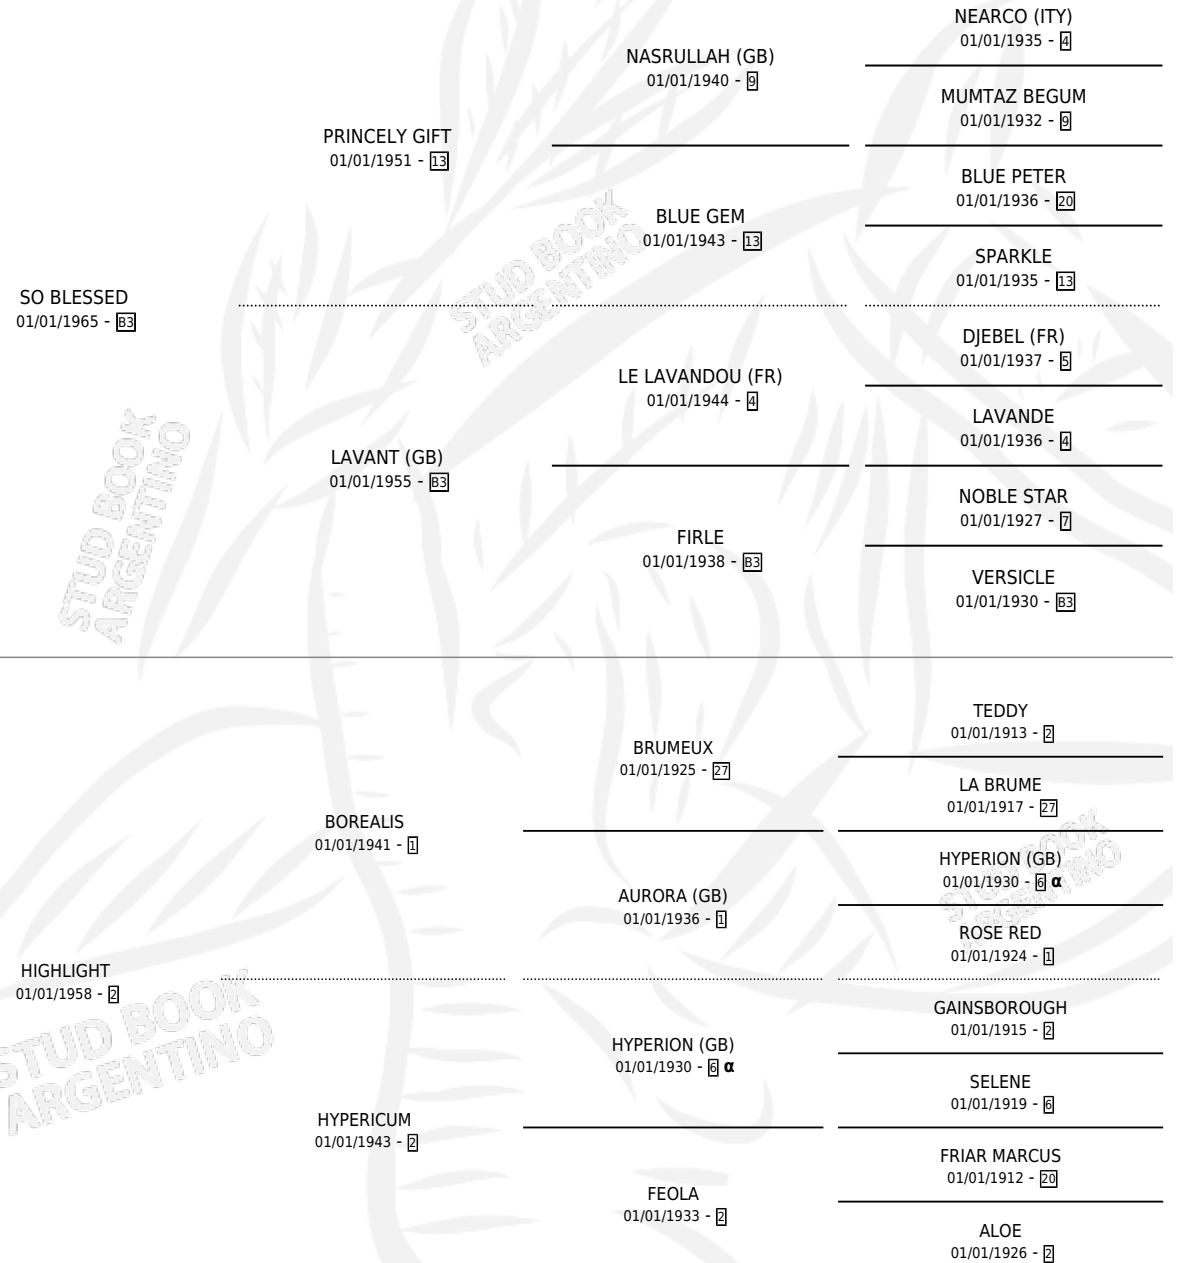 NEARCO (ITY)
01/01/1935 - 4
NASRULLAH (GB)
01/01/1940 - 9
MUMTAZ BEGUM
01/01/1932 - 9
PRINCELY GIFT
01/01/1951 - 13
BLUE PETER
01/01/1936 - 20
BLUE GEM
01/01/1943 - 13
SPARKLE
01/01/1935 - 13
SO BLESSED
01/01/1965 - B3
STUD BOOK
ARGENTINO
DJEBEL (FR)
01/01/1937 - 5
LE LAVANDOU (FR)
01/01/1944 - 4
LAVANDE
01/01/1936 - 4
LAVANT (GB)
01/01/1955 - B3
NOBLE STAR
01/01/1927 - 7
FIRLE
01/01/1938 - B3
VERSICLE
01/01/1930 - B3
STUD BOOK
ARGENTINO
TEDDY
01/01/1913 - 2
BRUMEUX
01/01/1925 - 27
LA BRUME
01/01/1917 - 27
BOREALIS
01/01/1941 - 1
HYPERION (GB)
01/01/1930 - 6 α
AURORA (GB)
01/01/1936 - 1
ROSE RED
01/01/1924 - 1
STUD BOOK
ARGENTINO
HIGHLIGHT
01/01/1958 - 2
GAINSBOROUGH
01/01/1915 - 2
HYPERION (GB)
01/01/1930 - 6 α
SELENE
01/01/1919 - 6
STUD BOOK
ARGENTINO
HYPERICUM
01/01/1943 - 2
FRIAR MARCUS
01/01/1912 - 20
FEOLA
01/01/1933 - 2
ALOE
01/01/1926 - 2